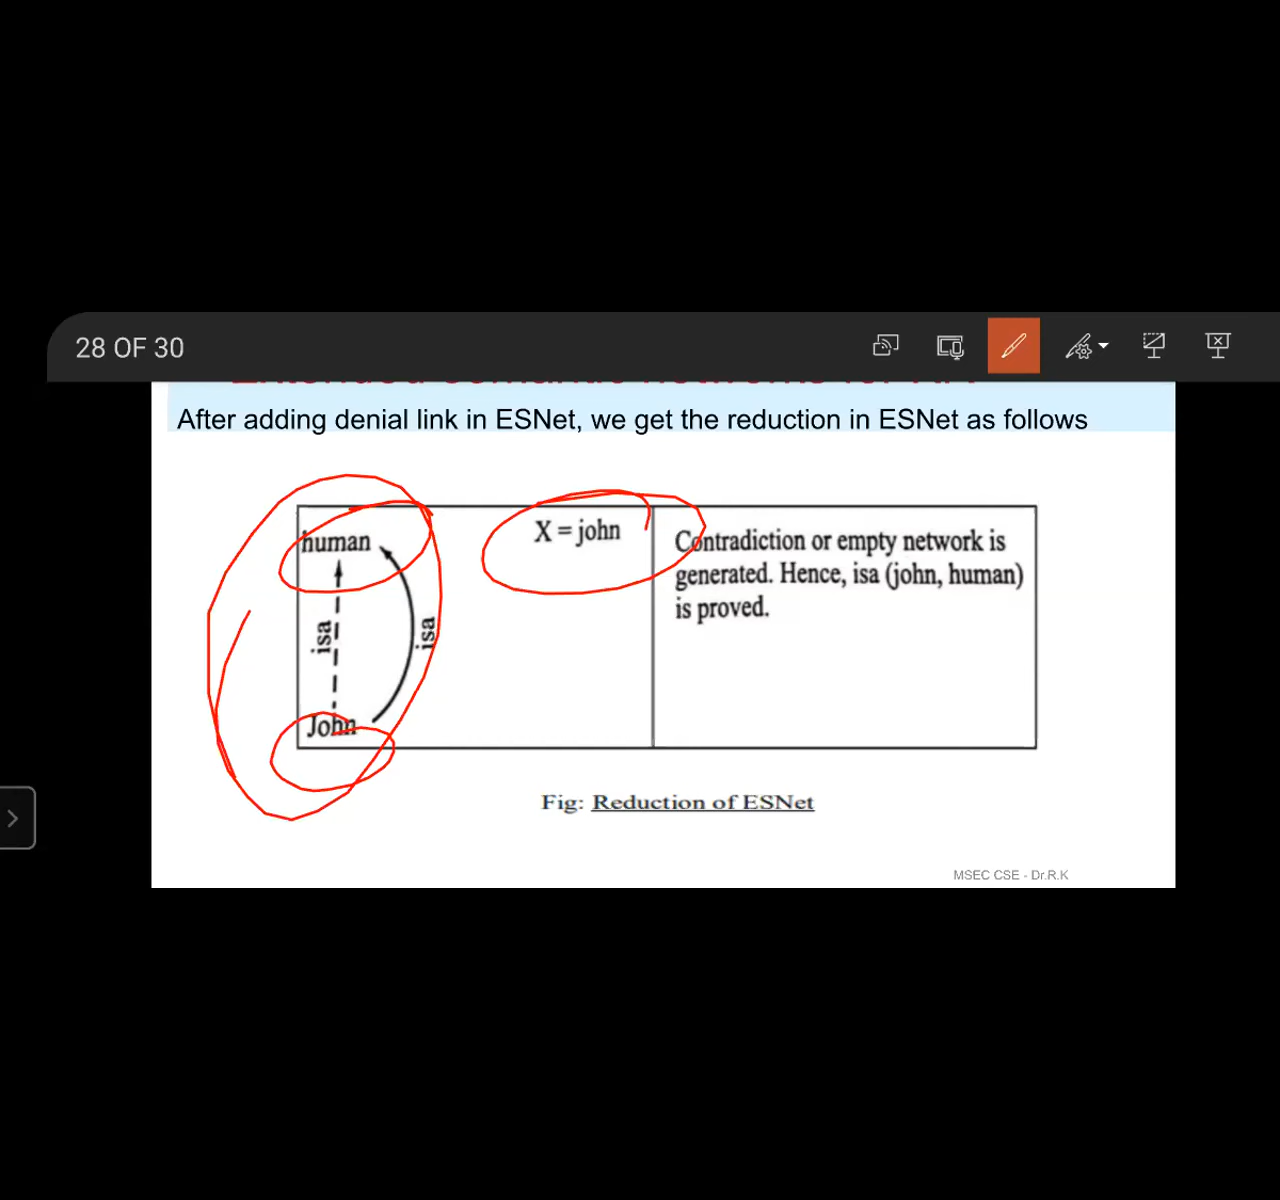 28 OF 30
After adding denial link in ESNet, we get the reduction in ESNet as follows
human
isa
isa
John
X = john
Contradiction or empty network is
generated. Hence, isa (john, human)
is proved.
Fig: Reduction of ESNet
MSEC CSE - Dr.R.K